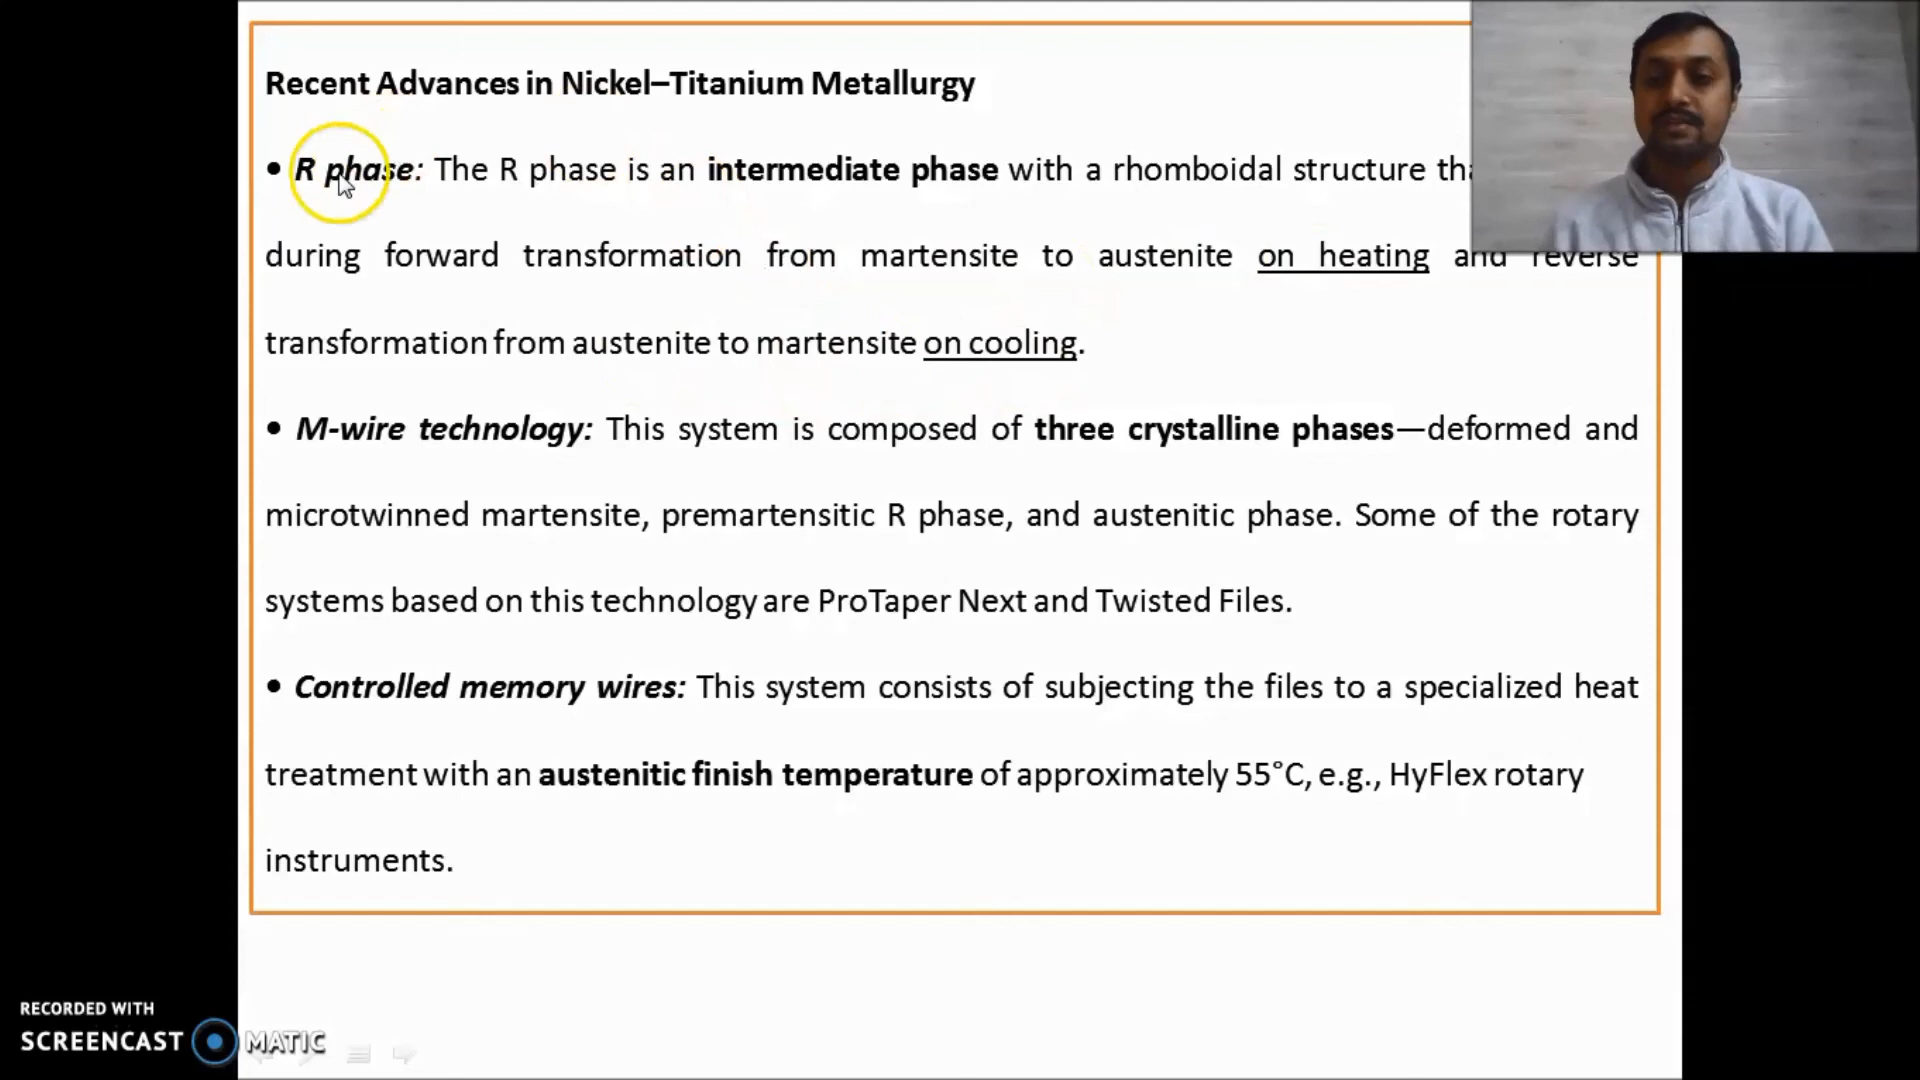 Recent Advances in Nickel–Titanium Metallurgy
• R phase: The R phase is an intermediate phase with a rhomboidal structure
during forward transformation from martensite to austenite on heating and reverse
transformation from austenite to martensite on cooling.
• M-wire technology: This system is composed of three crystalline phases—deformed and
microtwinned martensite, premartensitic R phase, and austenitic phase. Some of the rotary
systems based on this technology are ProTaper Next and Twisted Files.
• Controlled memory wires: This system consists of subjecting the files to a specialized heat
treatment with an austenitic finish temperature of approximately 55°C, e.g., HyFlex rotary
instruments.
RECORDED WITH
SCREENCAST MATIC